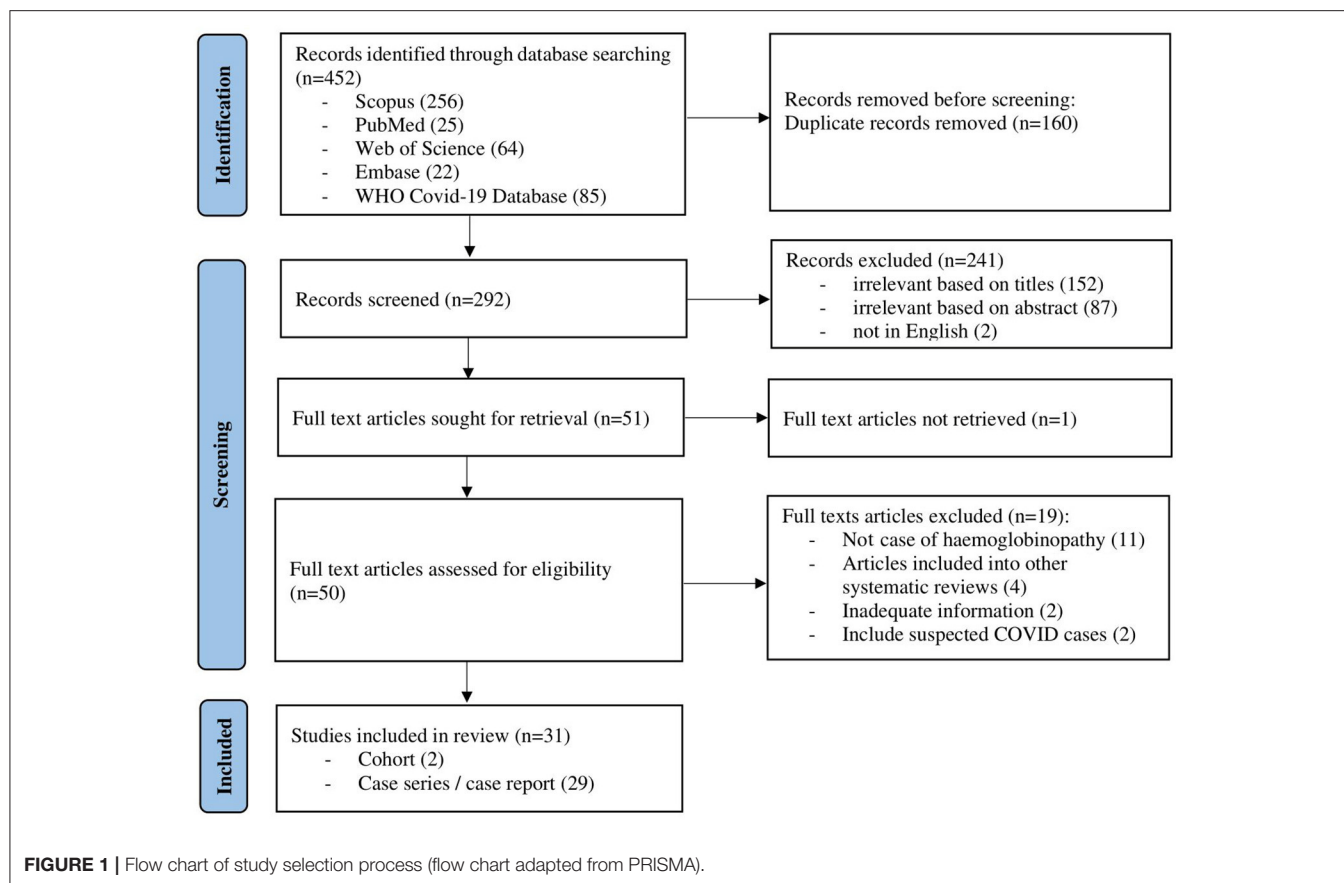 Identification
Records identified through database searching
(n=452)
- Scopus (256)
- PubMed (25)
- Web of Science (64)
- Embase (22)
- WHO Covid-19 Database (85)
Records removed before screening:
Duplicate records removed (n=160)
Screening
Records screened (n=292)
Records excluded (n=241)
- irrelevant based on titles (152)
- irrelevant based on abstract (87)
- not in English (2)
Full text articles sought for retrieval (n=51)
Full text articles not retrieved (n=1)
Full text articles assessed for eligibility
(n=50)
Full texts articles excluded (n=19):
- Not case of haemoglobinopathy (11)
- Articles included into other
systematic reviews (4)
- Inadequate information (2)
- Include suspected COVID cases (2)
Included
Studies included in review (n=31)
- Cohort (2)
- Case series / case report (29)
FIGURE 1 | Flow chart of study selection process (flow chart adapted from PRISMA).